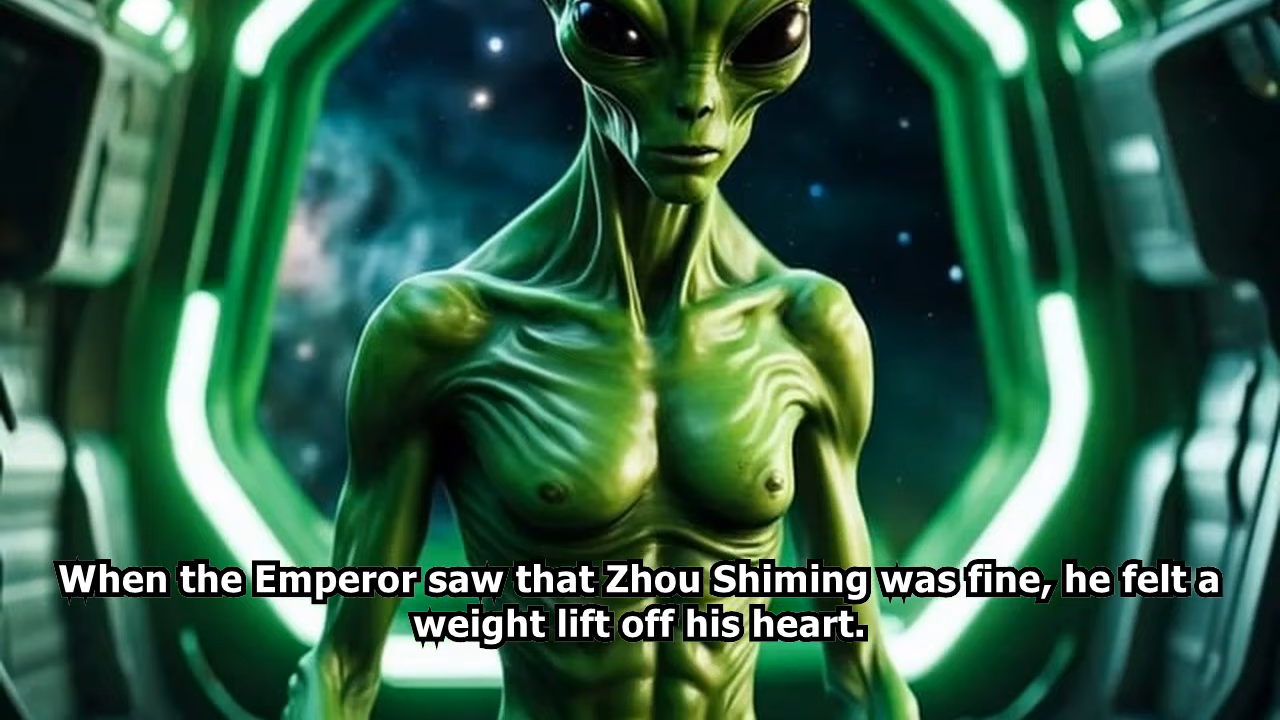 When the Emperor saw that Zhou Shiming was fine, he felt a
weight lift off his heart.